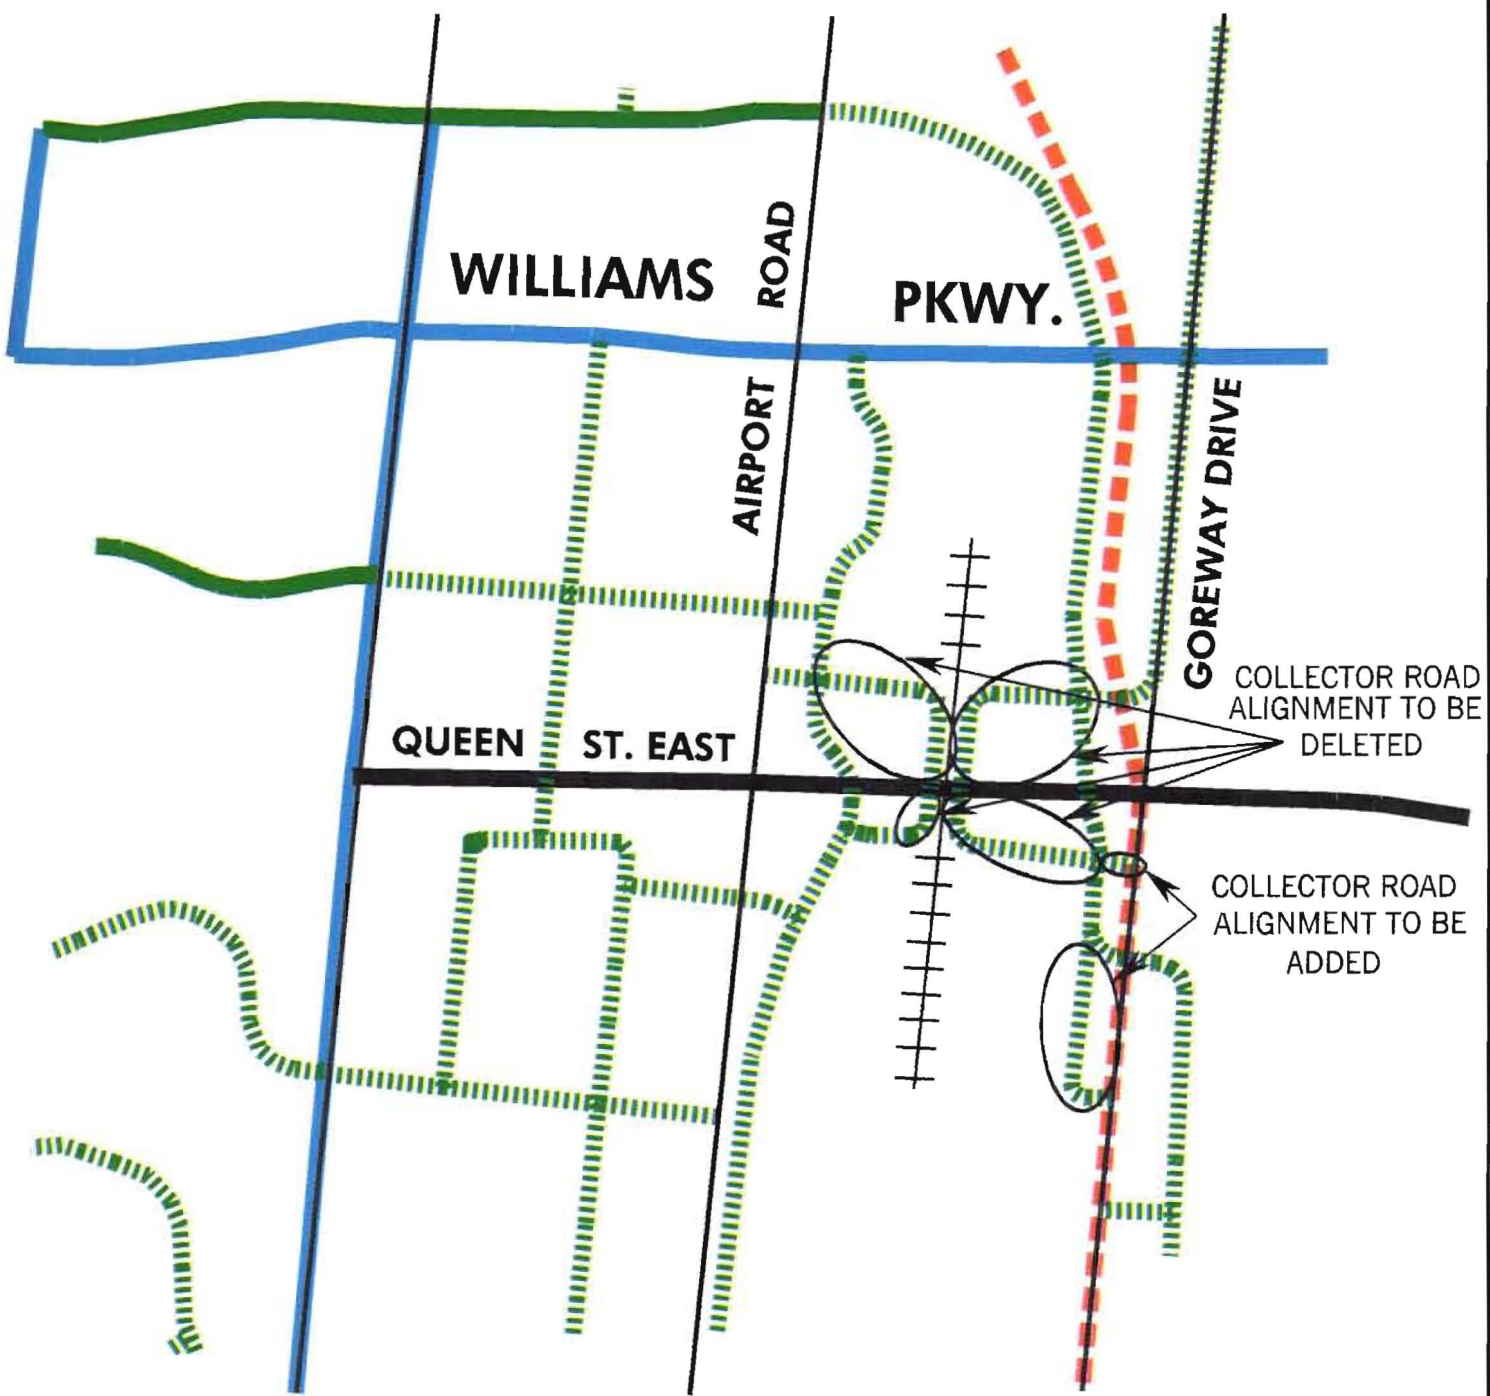 WILLIAMS PKWY.
AIRPORT ROAD
GOREWAY DRIVE
QUEEN ST. EAST
COLLECTOR ROAD
ALIGNMENT TO BE
DELETED
COLLECTOR ROAD
ALIGNMENT TO BE
ADDED